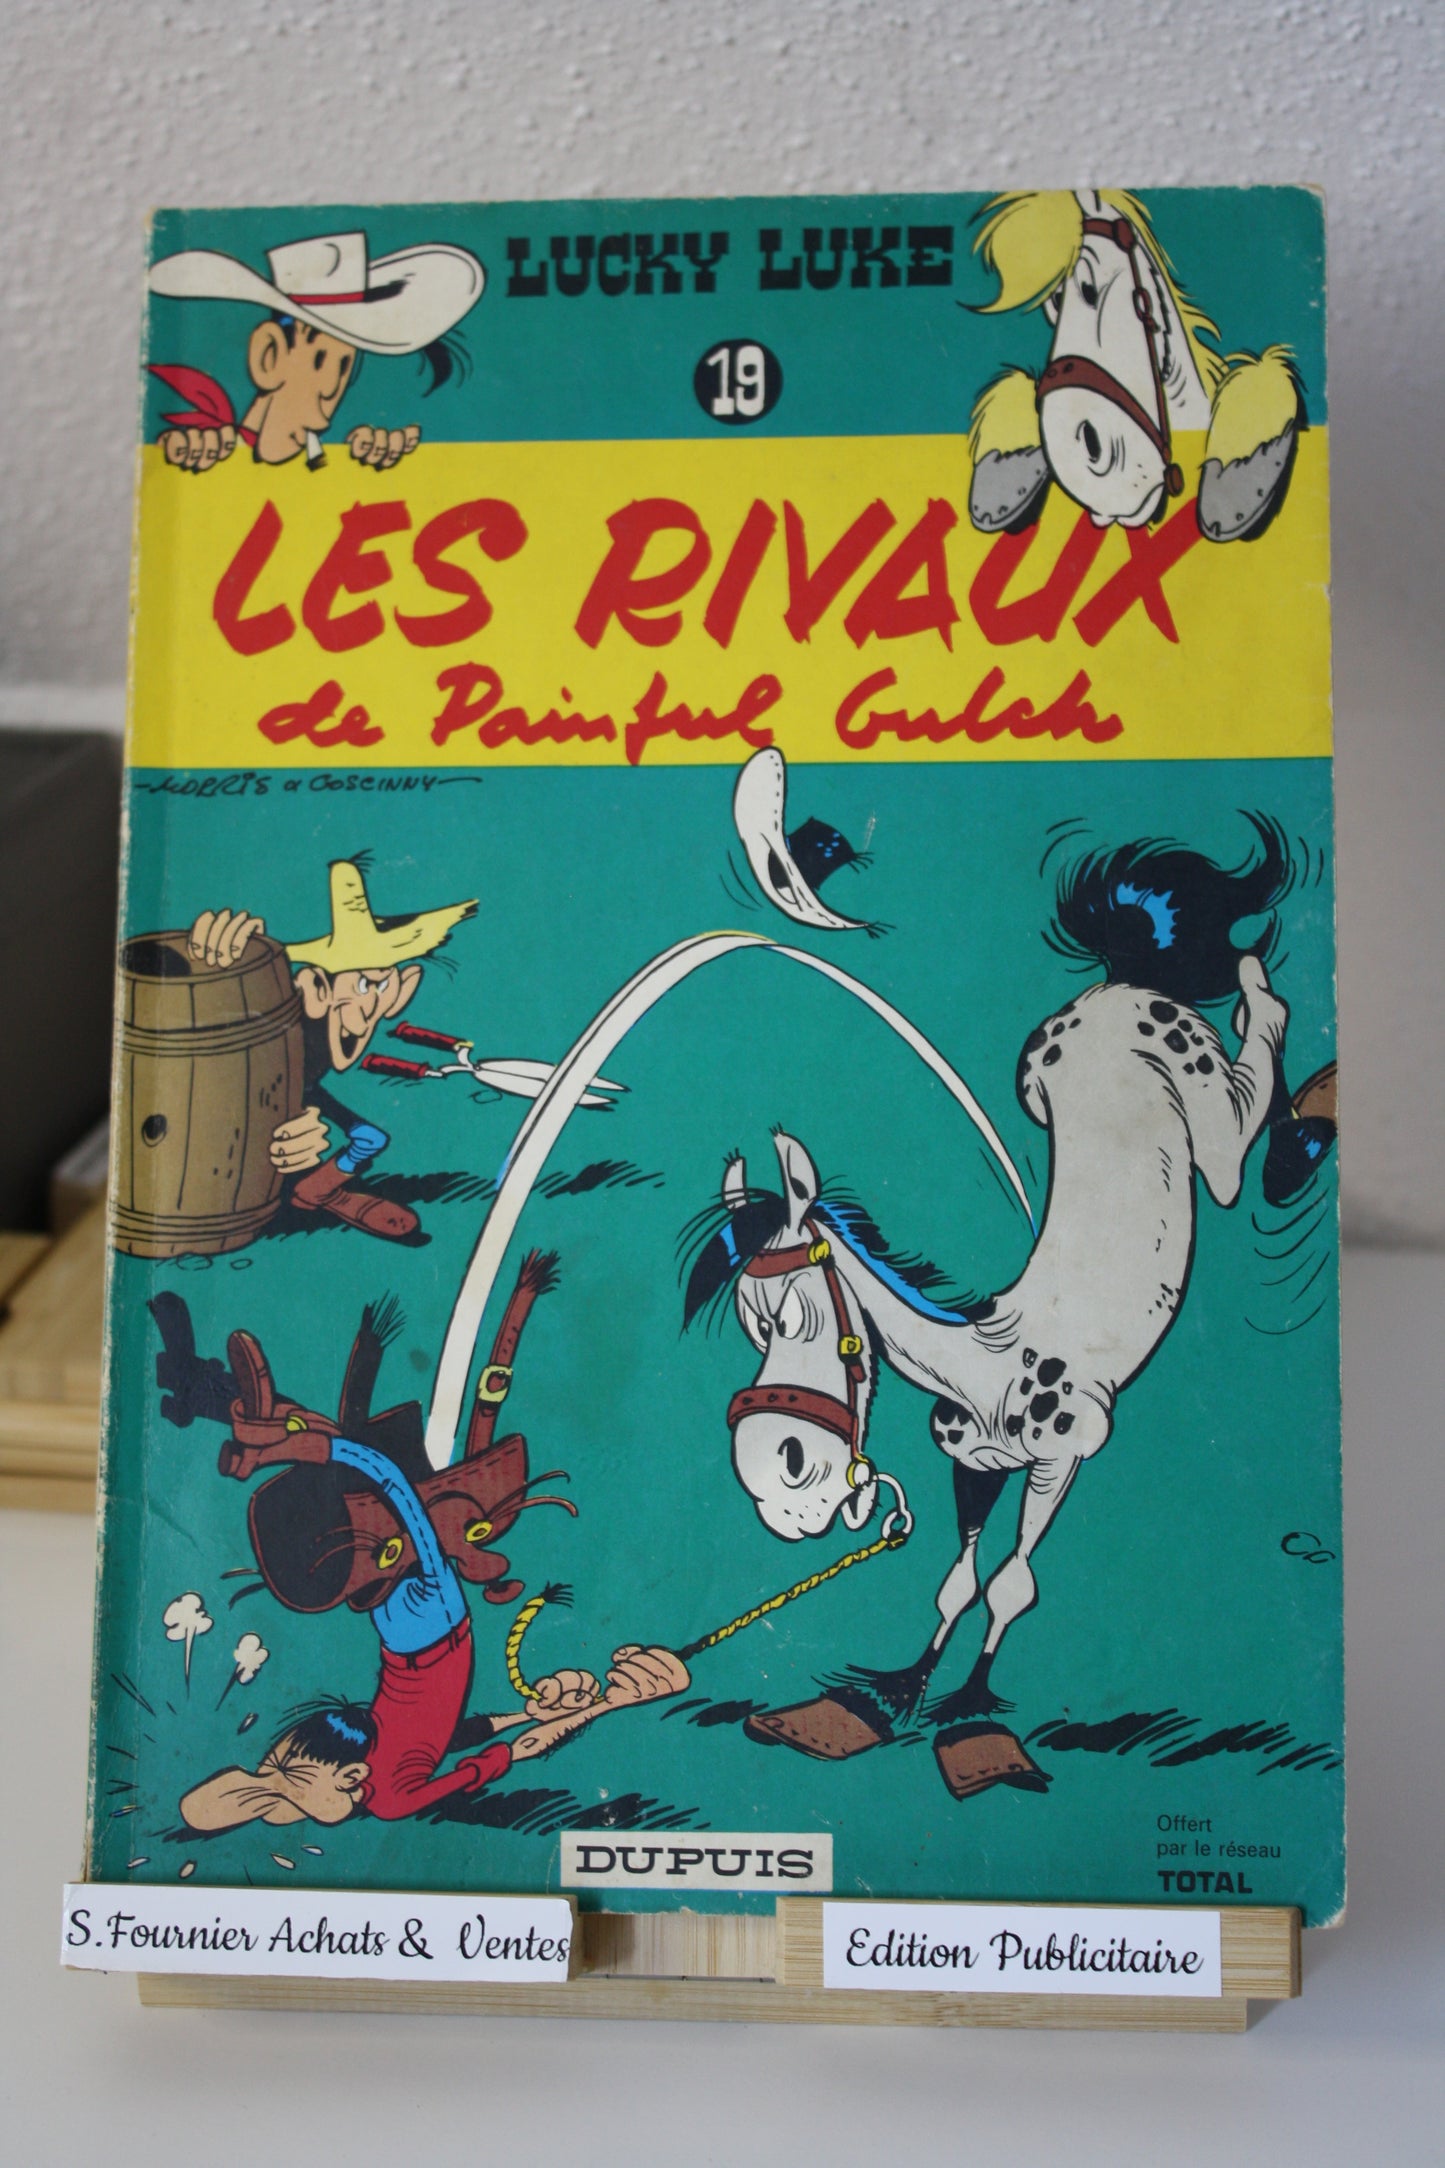 LUCKY LUKE
19
LES RIVAUX
de Painful Gulch
-MORRIS & GOSCINNY-
DUPUIS
Offert
par le réseau
TOTAL
S.Fournier Achats & Ventes
Edition Publicitaire